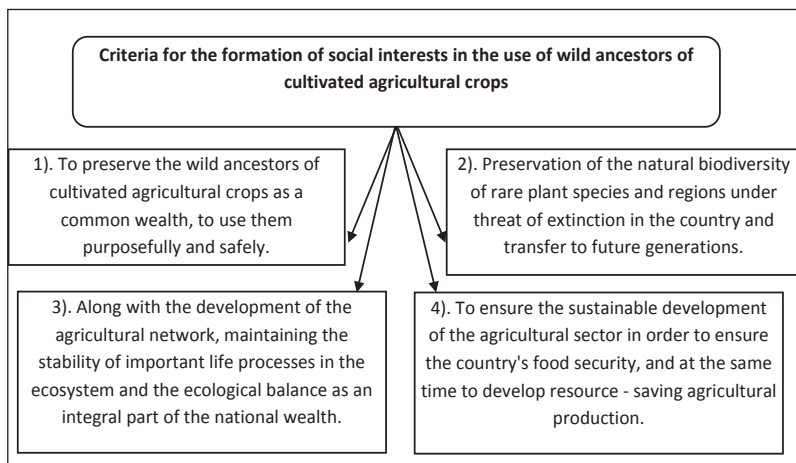 Criteria for the formation of social interests in the use of wild ancestors of
cultivated agricultural crops
1). To preserve the wild ancestors of
cultivated agricultural crops as a
common wealth, to use them
purposefully and safely.
2). Preservation of the natural biodiversity
of rare plant species and regions under
threat of extinction in the country and
transfer to future generations.
3). Along with the development of the
agricultural network, maintaining the
stability of important life processes in the
ecosystem and the ecological balance as an
integral part of the national wealth.
4). To ensure the sustainable development
of the agricultural sector in order to ensure
the country's food security, and at the same
time to develop resource - saving agricultural
production.